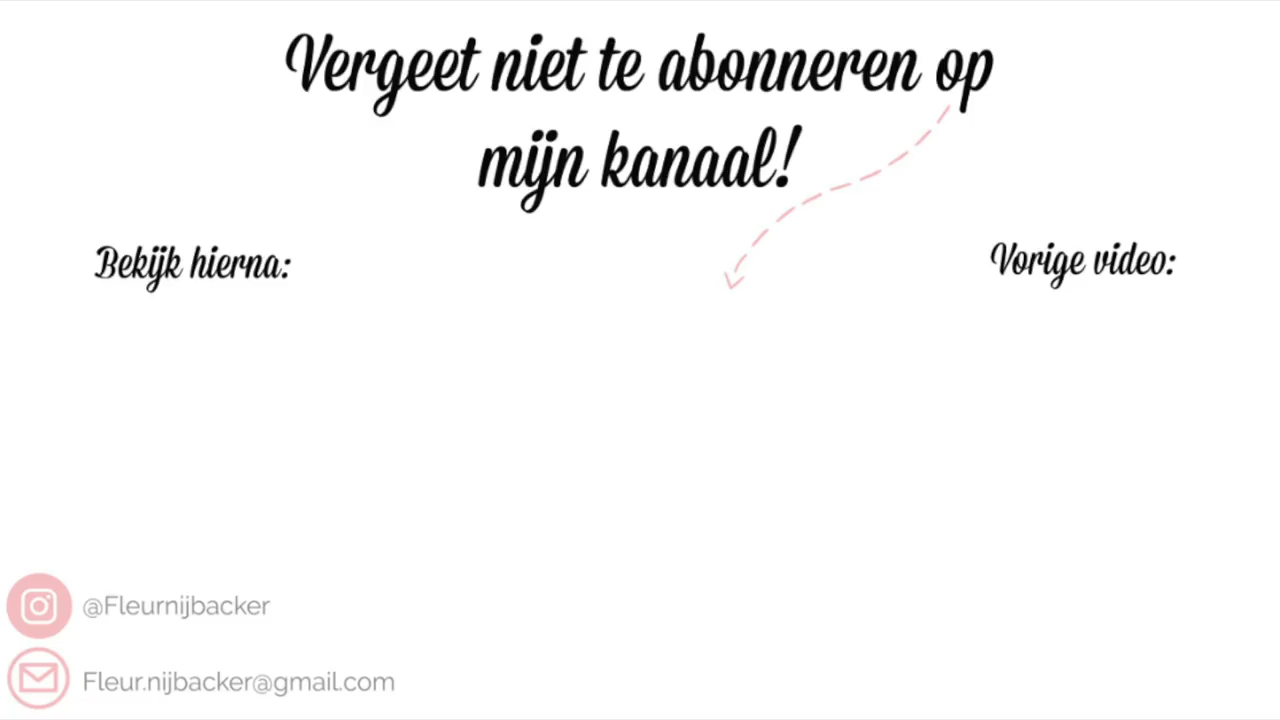 Vergeet niet te abonneren op
mijn kanaal!
Bekijk hierna:
Vorige video:
@Fleurnijbacker
Fleur.nijbacker@gmail.com